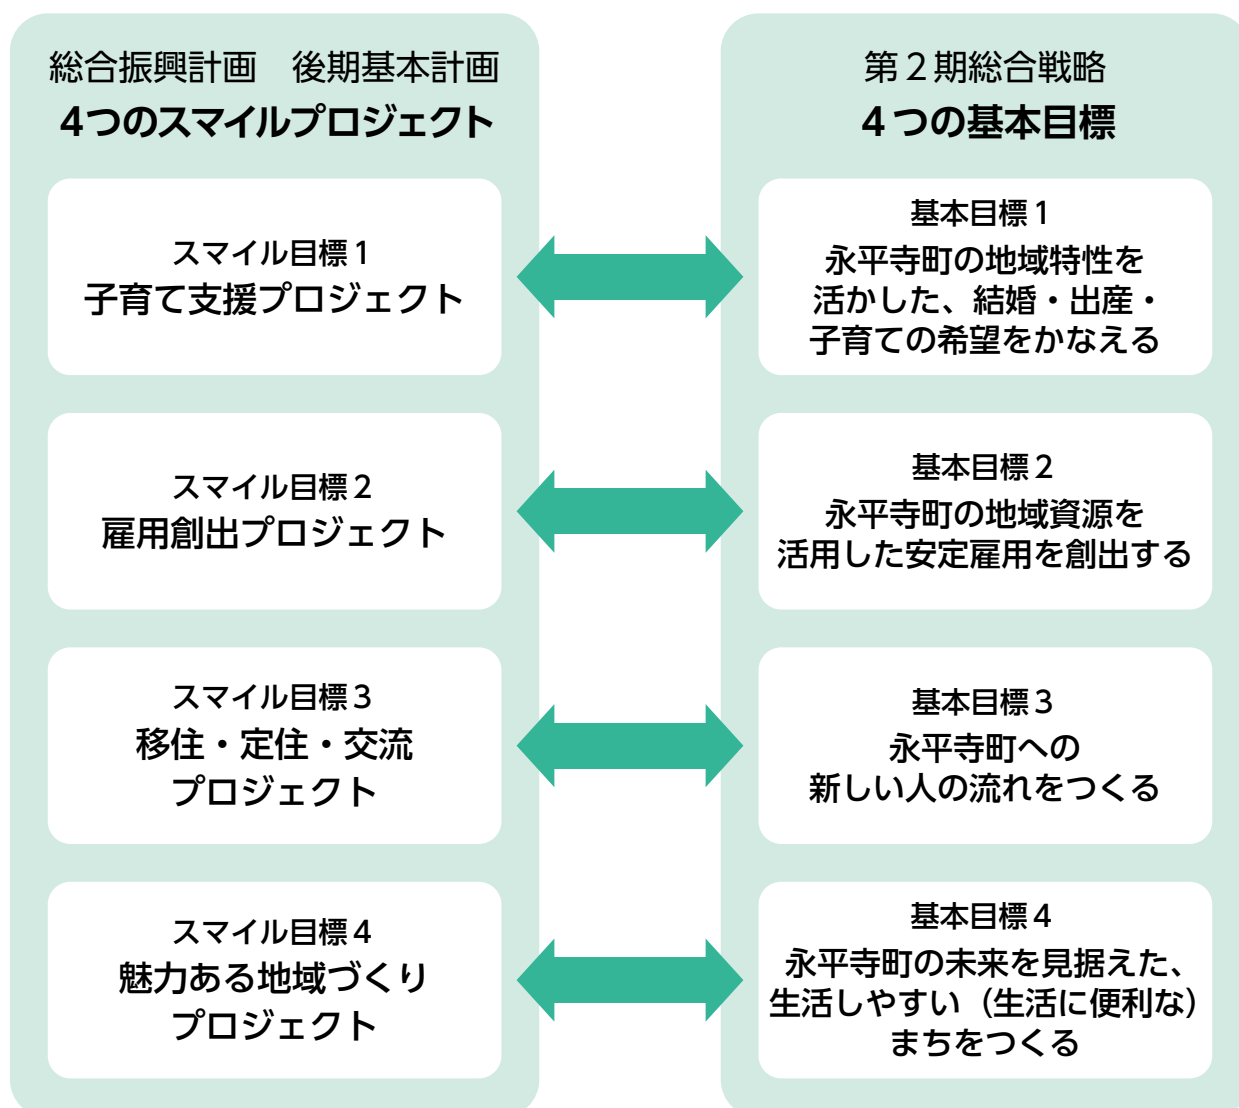 総合振興計画　後期基本計画
4つのスマイルプロジェクト
スマイル目標１
子育て支援プロジェクト
スマイル目標２
雇用創出プロジェクト
スマイル目標３
移住・定住・交流
プロジェクト
スマイル目標４
魅力ある地域づくり
プロジェクト
第２期総合戦略
４つの基本目標
基本目標１
永平寺町の地域特性を
活かした、結婚・出産・
子育ての希望をかなえる
基本目標２
永平寺町の地域資源を
活用した安定雇用を創出する
基本目標３
永平寺町への
新しい人の流れをつくる
基本目標４
永平寺町の未来を見据えた、
生活しやすい（生活に便利な）
まちをつくる